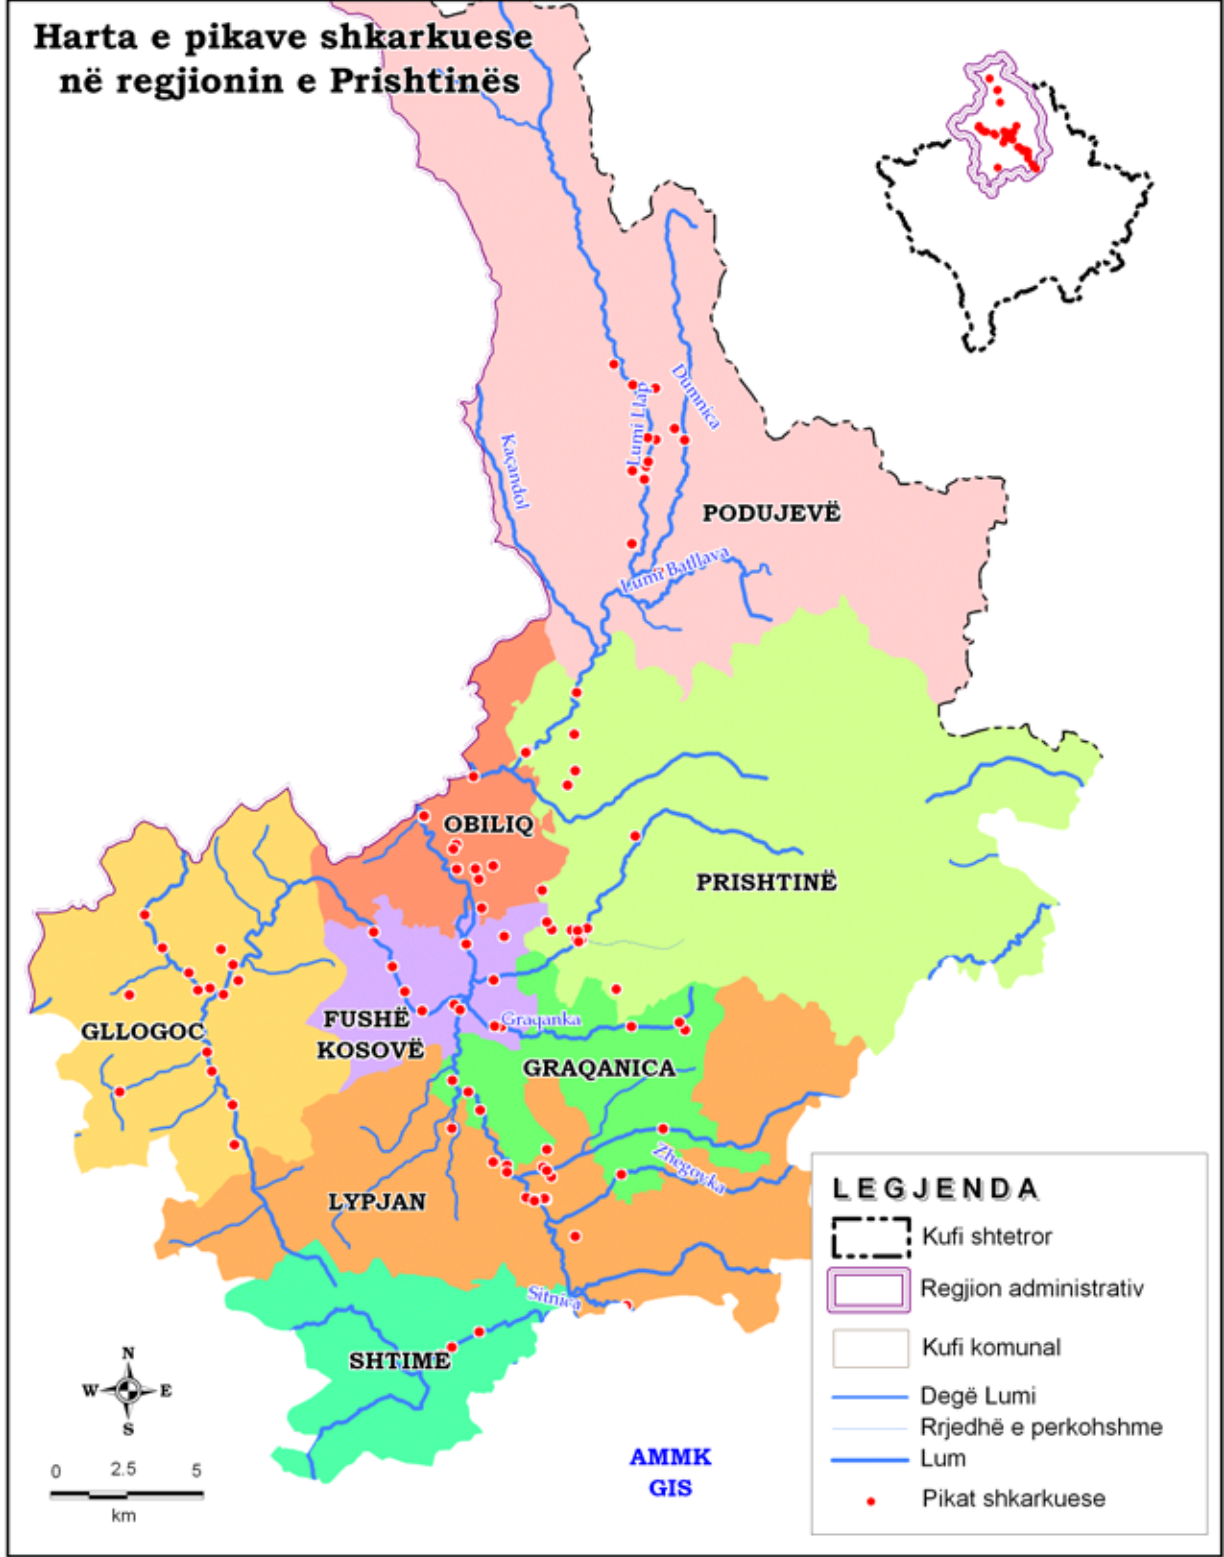 Harta e pikave shkarkuese
në regjionin e Prishtinës
Lumi Llap
Dumnica
Kaçandol
PODUJEVË
Lumi Batllava
OBILIQ
PRISHTINË
GLLOGOC
FUSHË
KOSOVË
Graqanka
GRAQANICA
Zhegovka
LYPJAN
Sitnica
SHTIME
LEGJENDA
Kufi shtetror
Regjion administrativ
Kufi komunal
Degë Lumi
Rrjedhë e perkohshme
Lum
Pikat shkarkuese
N
W E
S
0 2.5 5
km
AMMK
GIS